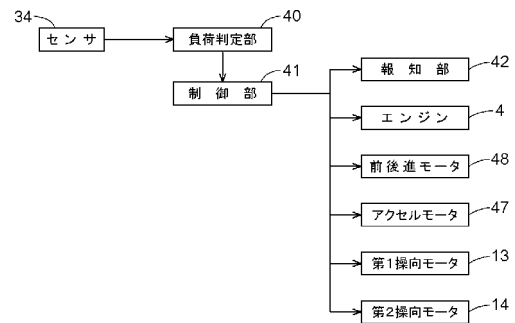 34
センサ
負荷判定部
40
制御部
41
報知部
42
エンジン
4
前後進モータ
48
アクセルモータ
47
第1操向モータ
13
第2操向モータ
14